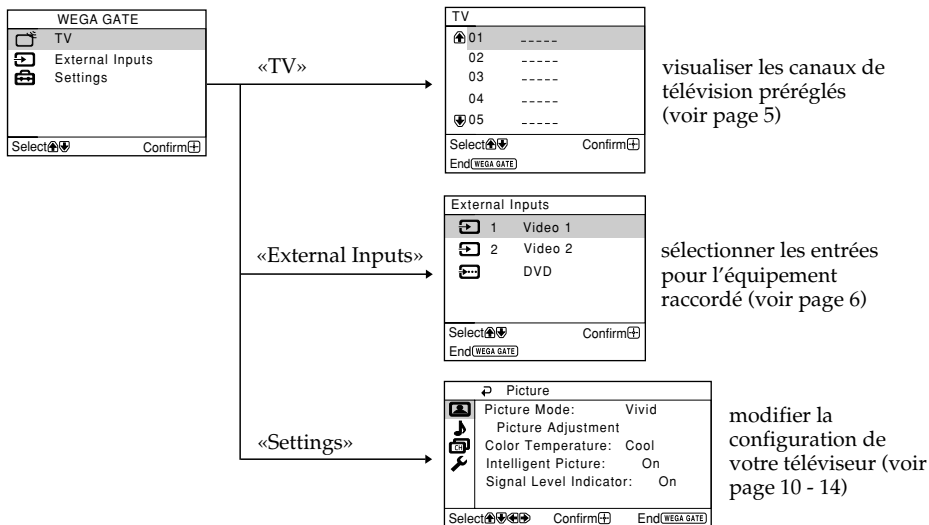 WEGA GATE
TV
External Inputs
Settings
Select
Confirm
«TV»
TV
01 -----
02 -----
03 -----
04 -----
05 -----
Select Confirm
End WEGA GATE
visualiser les canaux de
télévision préréglés
(voir page 5)
«External Inputs»
External Inputs
1 Video 1
2 Video 2
DVD
Select Confirm
End WEGA GATE
sélectionner les entrées
pour l'équipement
raccordé (voir page 6)
«Settings»
Picture
Picture Mode: Vivid
Picture Adjustment
CH
Color Temperature: Cool
Intelligent Picture: On
Signal Level Indicator: On
Select Confirm End WEGA GATE
modifier la
configuration de
votre téléviseur (voir
page 10 - 14)